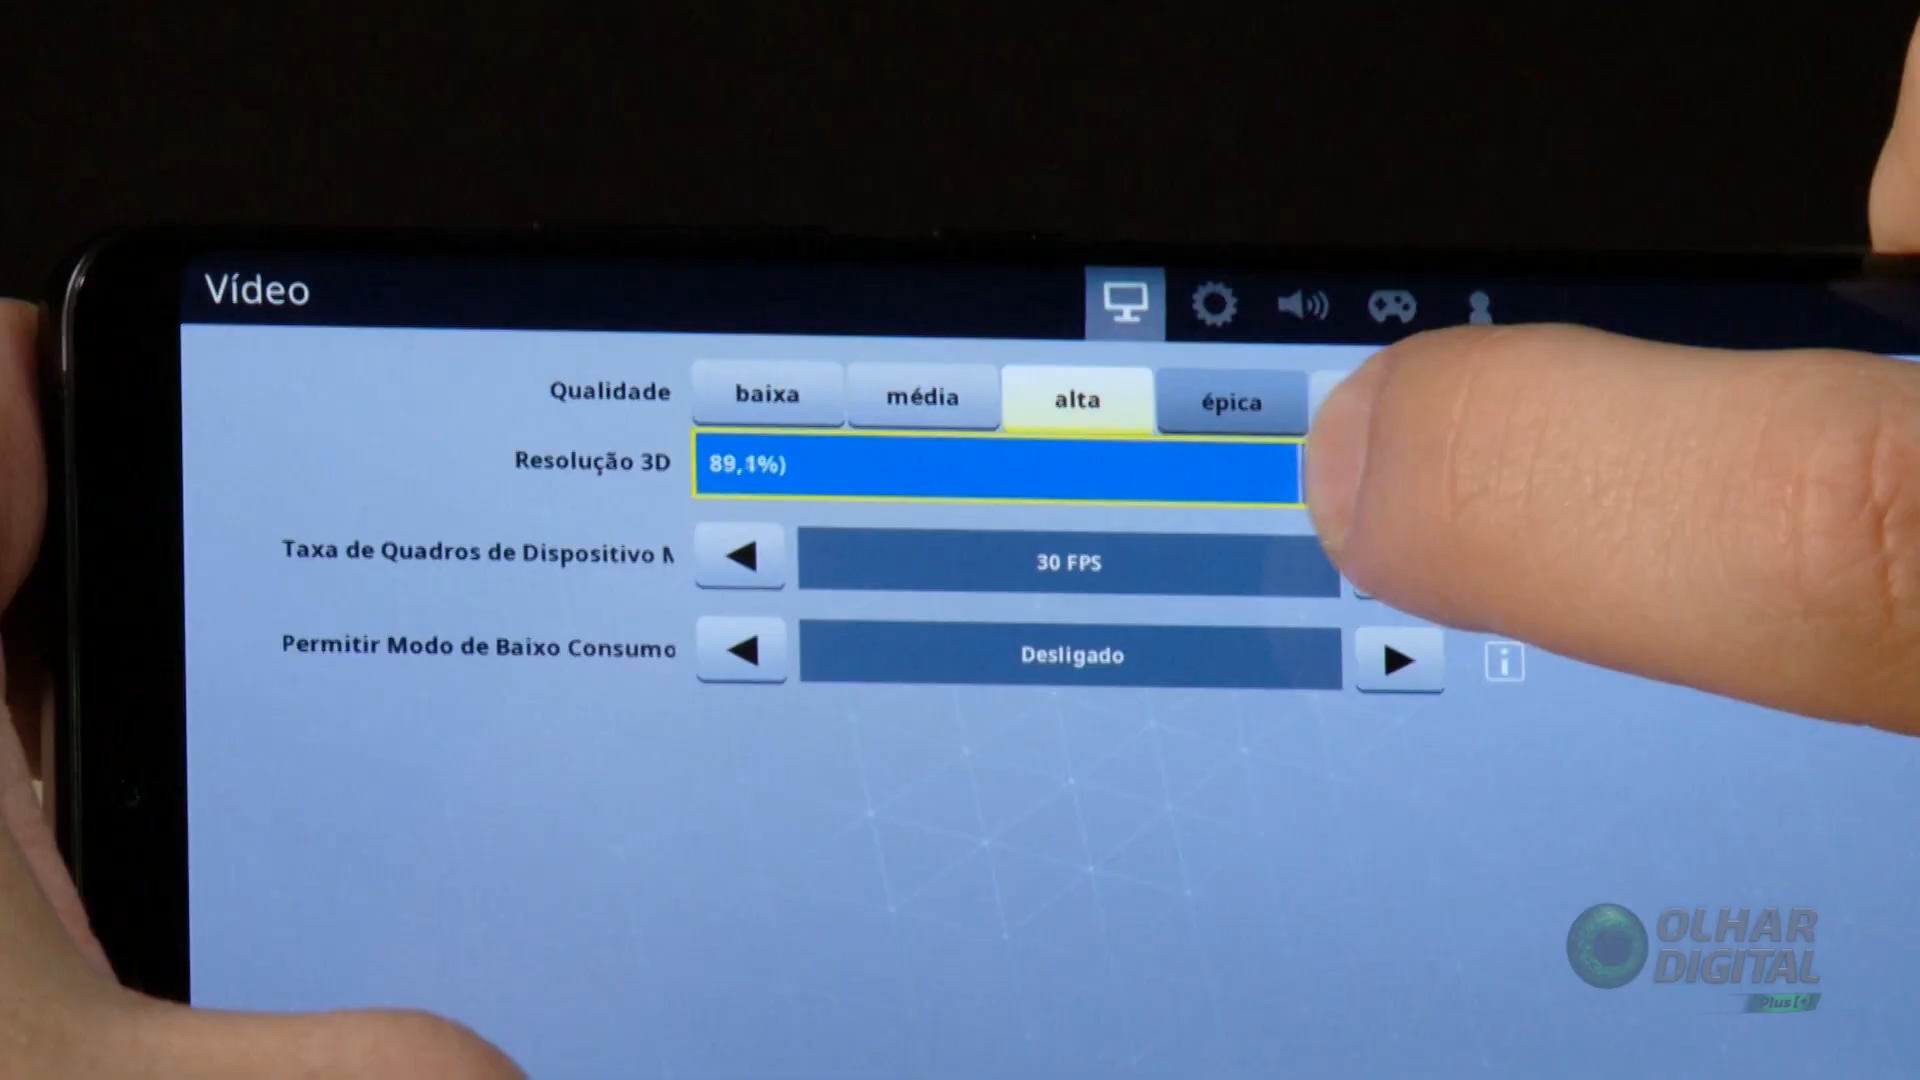 Vídeo
Qualidade baixa média alta épica
Resolução 3D 89,1%)
Taxa de Quadros de Dispositivo M 30 FPS
Permitir Modo de Baixo Consumo Desligado
OLHAR
DIGITAL
Plus[+]